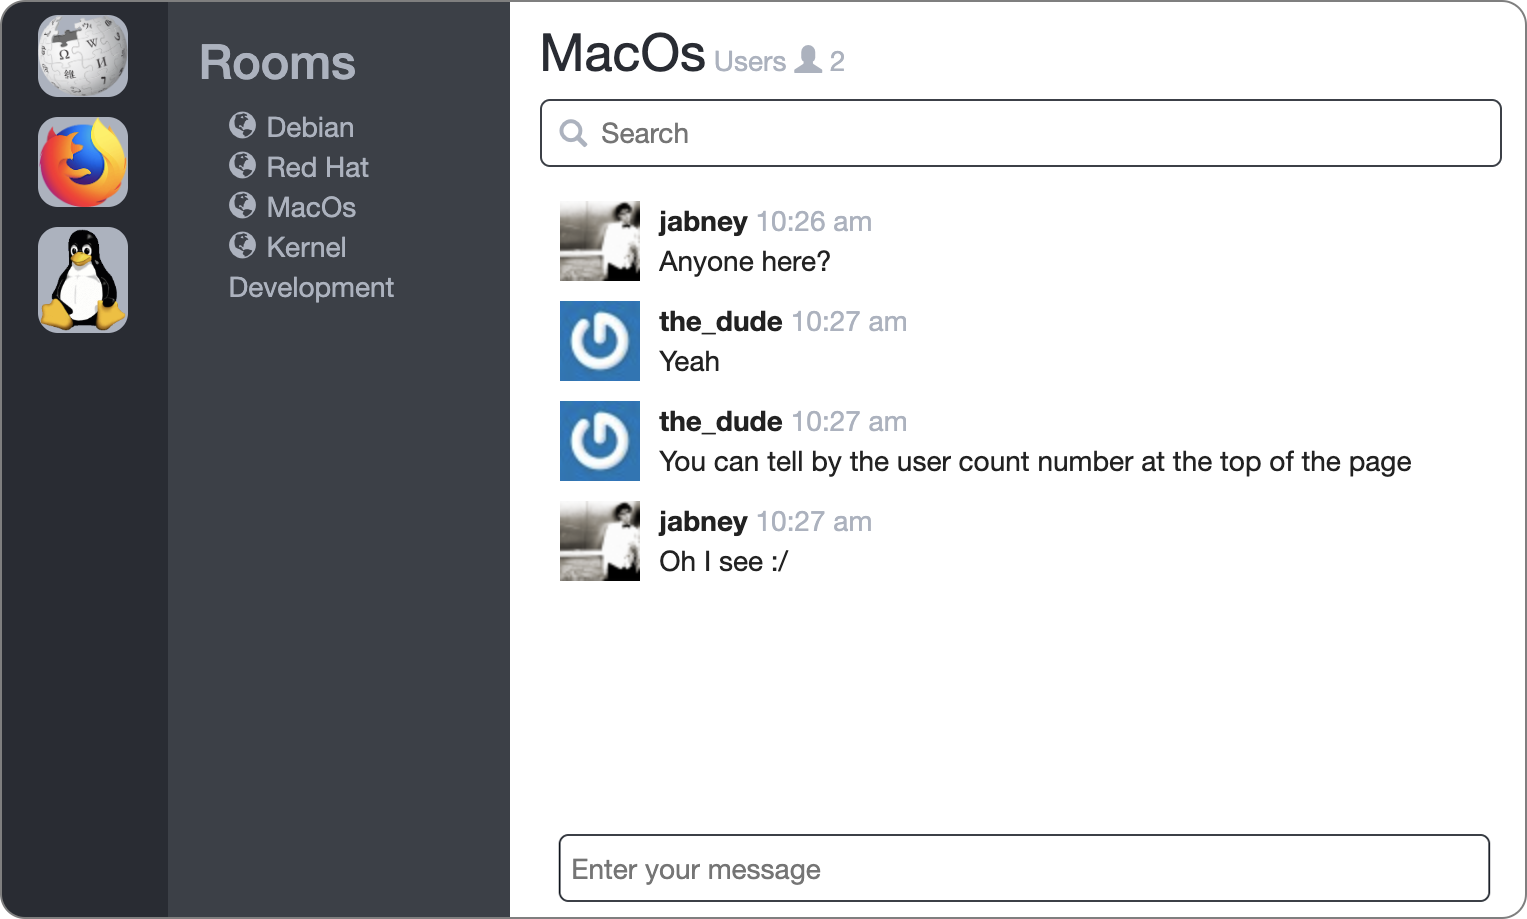 Rooms
Debian
Red Hat
MacOs
Kernel
Development
MacOs Users 2
Search
jabney 10:26 am
Anyone here?
the_dude 10:27 am
Yeah
the_dude 10:27 am
You can tell by the user count number at the top of the page
jabney 10:27 am
Oh I see :/
Enter your message